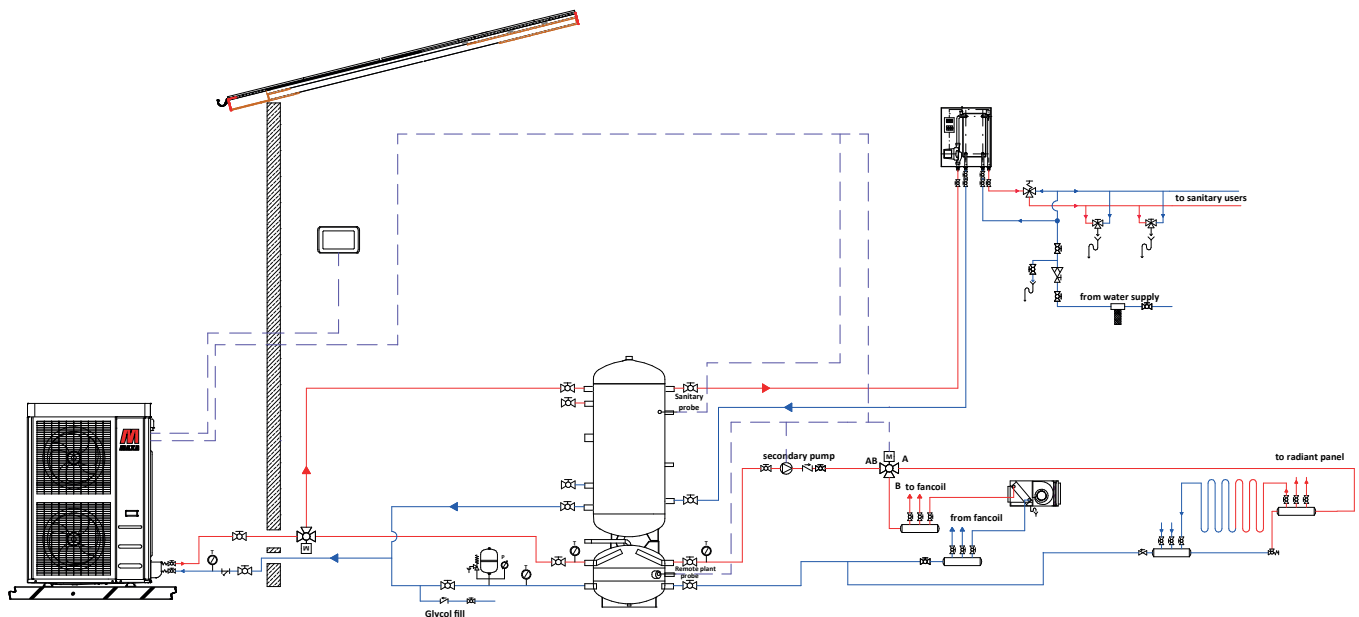 to sanitary users
from water supply
Sanitary
probe
secondary pump
M
AB
A
B
to radiant panel
to fancoil
from fancoil
M
M
T
T
T
T
P
Remote plant
probe
Glycol fill